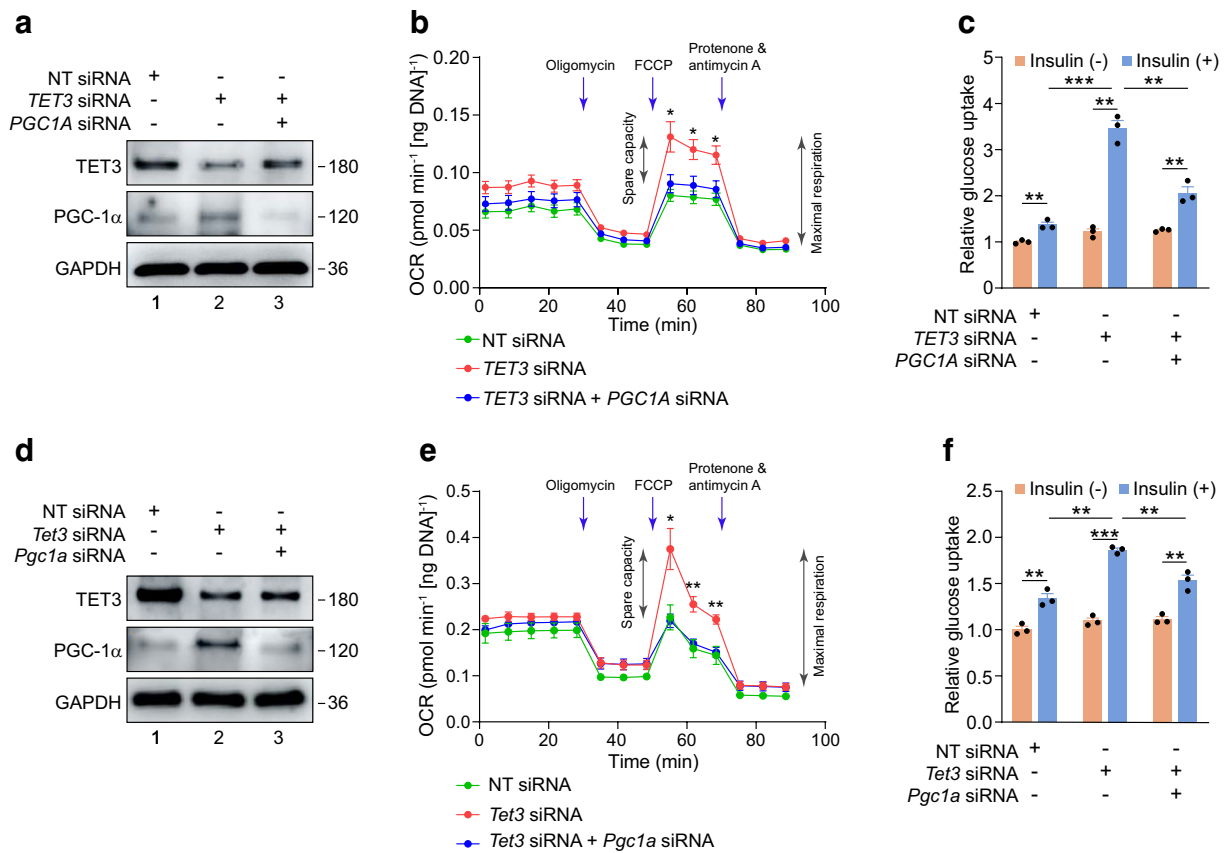 a
NT siRNA + - -
TET3 siRNA - + +
PGC1A siRNA - - +
TET3 -180
PGC-1α -120
GAPDH -36
1 2 3
b
OCR (pmol min⁻¹ [ng DNA]⁻¹)
0.20
0.15
0.10
0.05
0.00
Oligomycin
FCCP
Protenone &
antimycin A
Spare capacity
* * *
Maximal respiration
0 20 40 60 80 100
Time (min)
NT siRNA
TET3 siRNA
TET3 siRNA + PGC1A siRNA
c
Relative glucose uptake
5
4
3
2
1
0
Insulin (-) Insulin (+)
*** **
**
**
**
NT siRNA + - -
TET3 siRNA - + +
PGC1A siRNA - - +
d
NT siRNA + - -
Tet3 siRNA - + +
Pgc1a siRNA - - +
TET3 -180
PGC-1α -120
GAPDH -36
1 2 3
e
OCR (pmol min⁻¹ [ng DNA]⁻¹)
0.5
0.4
0.3
0.2
0.1
0.0
Oligomycin
FCCP
Protenone &
antimycin A
Spare capacity
* ** **
Maximal respiration
0 20 40 60 80 100
Time (min)
NT siRNA
Tet3 siRNA
Tet3 siRNA + Pgc1a siRNA
f
Relative glucose uptake
2.5
2.0
1.5
1.0
0.5
0.0
Insulin (-) Insulin (+)
** **
***
**
**
NT siRNA + - -
Tet3 siRNA - + +
Pgc1a siRNA - - +